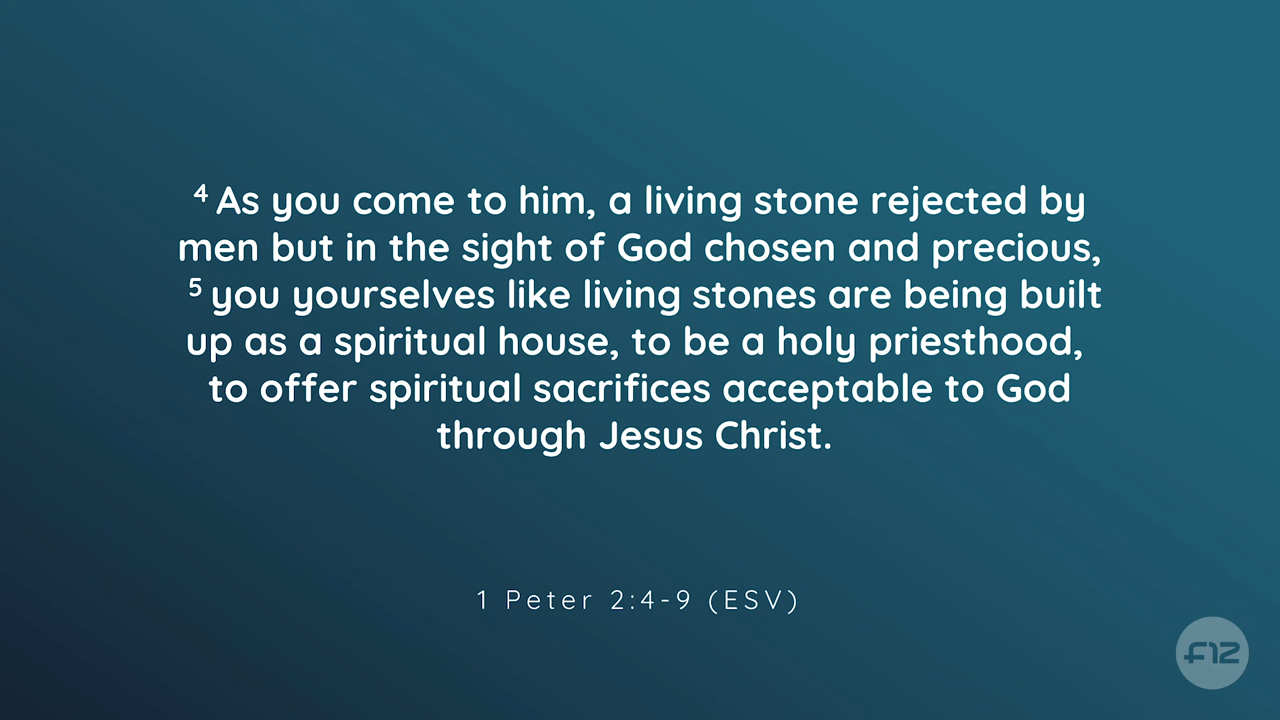 4 As you come to him, a living stone rejected by
men but in the sight of God chosen and precious,
5 you yourselves like living stones are being built
up as a spiritual house, to be a holy priesthood,
to offer spiritual sacrifices acceptable to God
through Jesus Christ.
1 Peter 2:4-9 (ESV)
F12